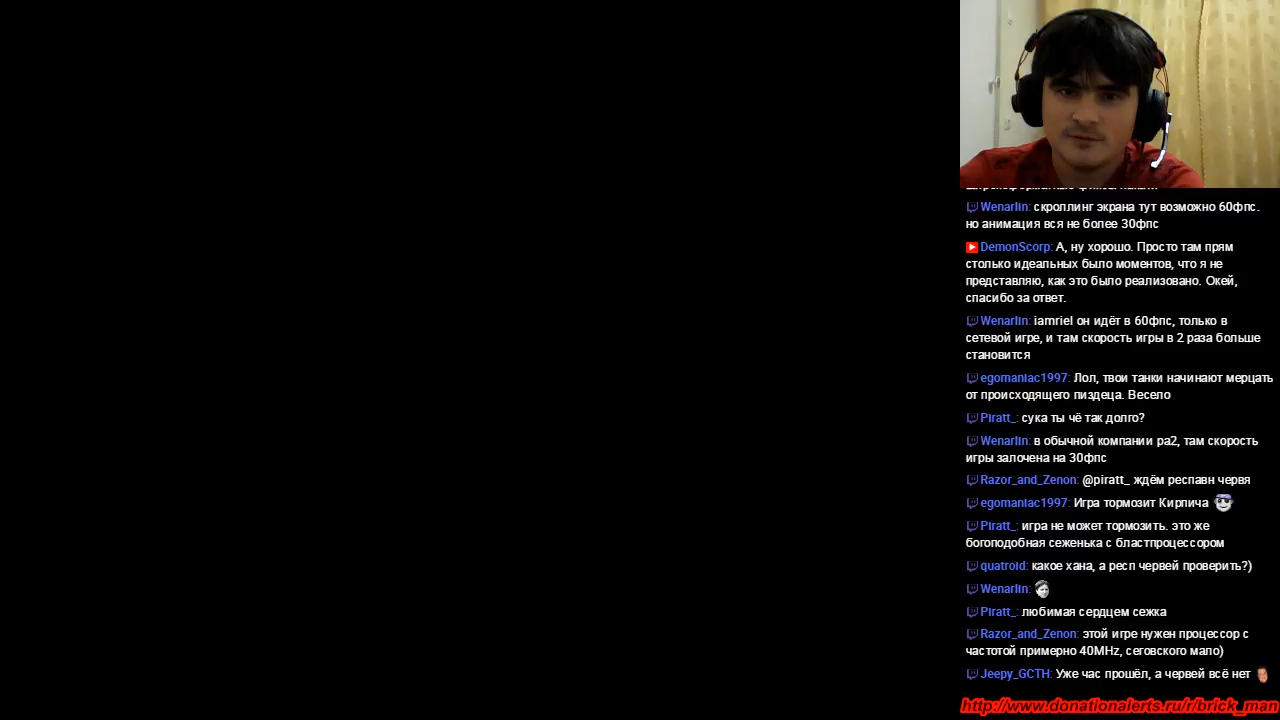 Wenarlin: скроллинг экрана тут возможно 60фпс.
но анимация вся не более 30фпс
DemonScorp: А, ну хорошо. Просто там прям
столько идеальных было моментов, что я не
представляю, как это было реализовано. Окей,
спасибо за ответ.
Wenarlin: iamriel он идёт в 60фпс, только в
сетевой игре, и там скорость игры в 2 раза больше
становится
egomaniac1997: Лол, твои танки начинают мерцать
от происходящего пиздеца. Весело
Piratt_: сука ты чё так долго?
Wenarlin: в обычной компании ра2, там скорость
игры залочена на 30фпс
Razor_and_Zenon: @piratt_ ждём респавн червя
egomaniac1997: Игра тормозит Кирпича
Piratt_: игра не может тормозить. это же
богоподобная сеженька с бластпроцессором
quatroid: какое хана, а респ червей проверить?)
Wenarlin:
Piratt_: любимая сердцем сежка
Razor_and_Zenon: этой игре нужен процессор с
частотой примерно 40MHz, сеговского мало)
Jeepy_GCTH: Уже час прошёл, а червей всё нет
http://www.donationalerts.ru/r/brick_man